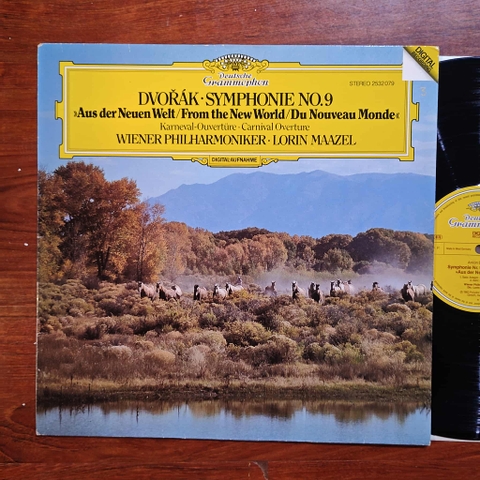 Deutsche
Grammophon
STEREO 2532 079
DIGITAL
DVOŘÁK · SYMPHONIE NO. 9
»Aus der Neuen Welt/From the New World/Du Nouveau Monde«
Karneval-Ouvertüre · Carnival Overture
WIENER PHILHARMONIKER · LORIN MAAZEL
DIGITAL-AUFNAHME
Deutsche
Grammophon